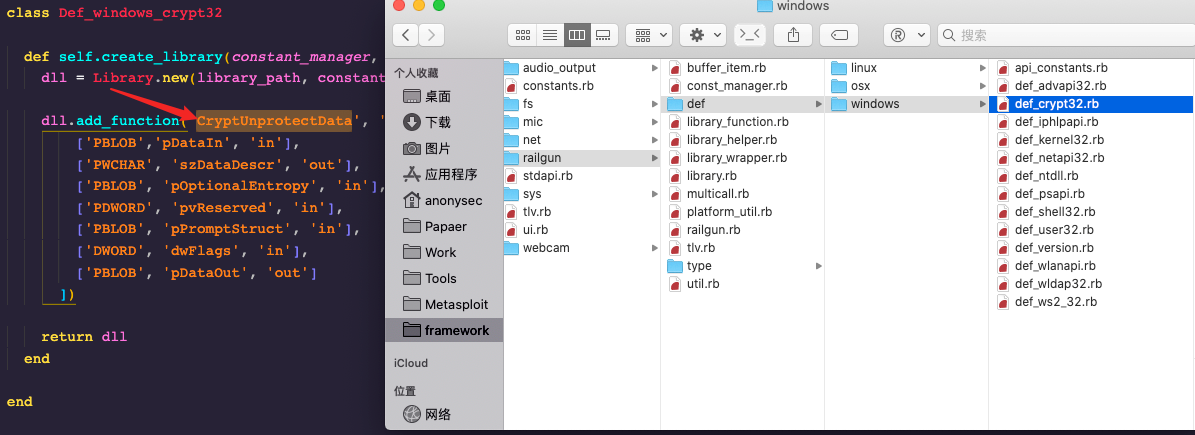 class Def_windows_crypt32
def self.create_library(constant_manager,
dll = Library.new(library_path, constant
dll.add_function( 'CryptUnprotectData', '
['PBLOB','pDataIn', 'in'],
['PWCHAR', 'szDataDescr', 'out'],
['PBLOB', 'pOptionalEntropy', 'in'],
['PDWORD', 'pvReserved', 'in'],
['PBLOB', 'pPromptStruct', 'in'],
['DWORD', 'dwFlags', 'in'],
['PBLOB', 'pDataOut', 'out']
])
return dll
end
end
windows
搜索
个人收藏
桌面
下载
图片
应用程序
anonysec
Papaer
Work
Tools
Metasploit
framework
iCloud
位置
网络
audio_output
constants.rb
fs
mic
net
railgun
stdapi.rb
sys
tlv.rb
ui.rb
webcam
buffer_item.rb
const_manager.rb
def
library_function.rb
library_helper.rb
library_wrapper.rb
library.rb
multicall.rb
platform_util.rb
railgun.rb
tlv.rb
type
util.rb
linux
osx
windows
api_constants.rb
def_advapi32.rb
def_crypt32.rb
def_iphlpapi.rb
def_kernel32.rb
def_netapi32.rb
def_ntdll.rb
def_psapi.rb
def_shell32.rb
def_user32.rb
def_version.rb
def_wlanapi.rb
def_wldap32.rb
def_ws2_32.rb